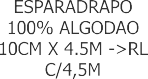 ESPARADRAPO
100% ALGODAO
10CM X 4.5M ->RL
C/4,5M